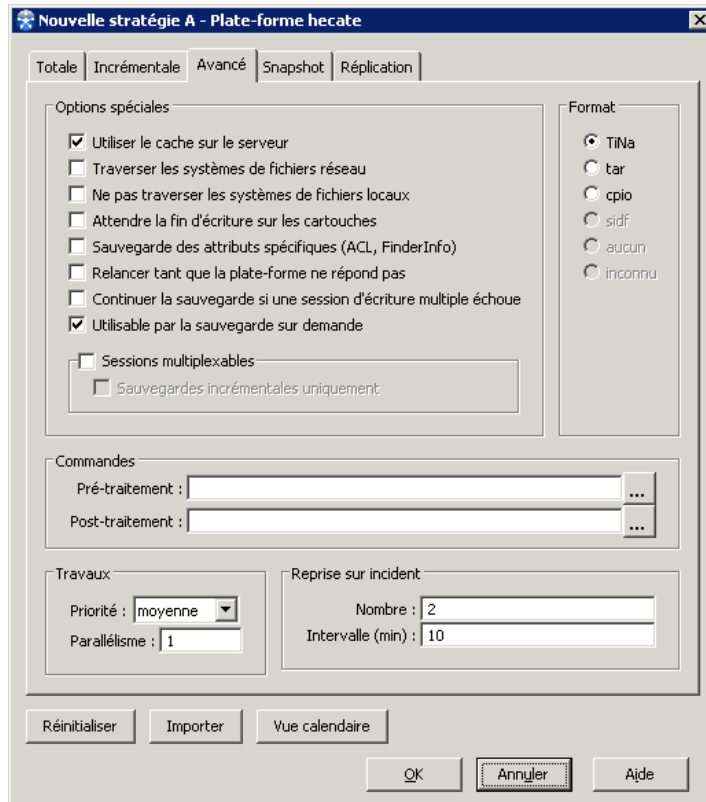 Nouvelle stratégie A - Plate-forme hecate
Totale Incrémentale Avancé Snapshot Réplication
Options spéciales
Utiliser le cache sur le serveur
Traverser les systèmes de fichiers réseau
Ne pas traverser les systèmes de fichiers locaux
Attendre la fin d'écriture sur les cartouches
Sauvegarde des attributs spécifiques (ACL, FinderInfo)
Relancer tant que la plate-forme ne répond pas
Continuer la sauvegarde si une session d'écriture multiple échoue
Utilisable par la sauvegarde sur demande
Sessions multiplexables
Sauvegardes incrémentales uniquement
Format
TiNa
tar
cpio
sidf
aucun
inconnu
Commandes
Pré-traitement : ...
Post-traitement : ...
Travaux
Priorité : moyenne
Parallélisme : 1
Reprise sur incident
Nombre : 2
Intervalle (min) : 10
Réinitialiser Importer Vue calendaire
OK Annuler Aide